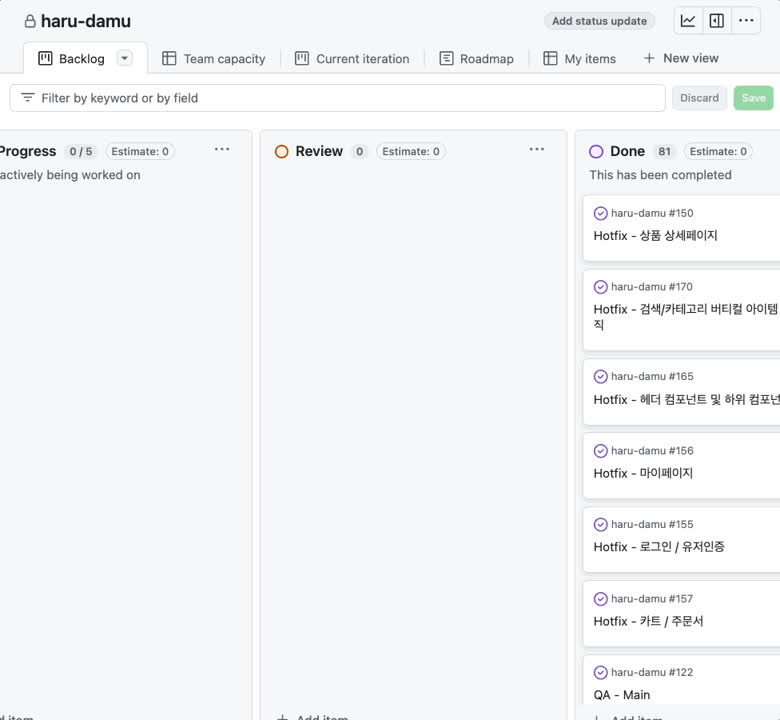 haru-damu
Add status update
Backlog
Team capacity
Current iteration
Roadmap
My items
New view
Filter by keyword or by field
Discard
Save
Progress 0 / 5 Estimate: 0
actively being worked on
Review 0 Estimate: 0
Done 81 Estimate: 0
This has been completed
haru-damu #150
Hotfix - 상품 상세페이지
haru-damu #170
Hotfix - 검색/카테고리 버티컬 아이템
직
haru-damu #165
Hotfix - 헤더 컴포넌트 및 하위 컴포넌
haru-damu #156
Hotfix - 마이페이지
haru-damu #155
Hotfix - 로그인 / 유저인증
haru-damu #157
Hotfix - 카트 / 주문서
haru-damu #122
QA - Main
item
Add item
Add item